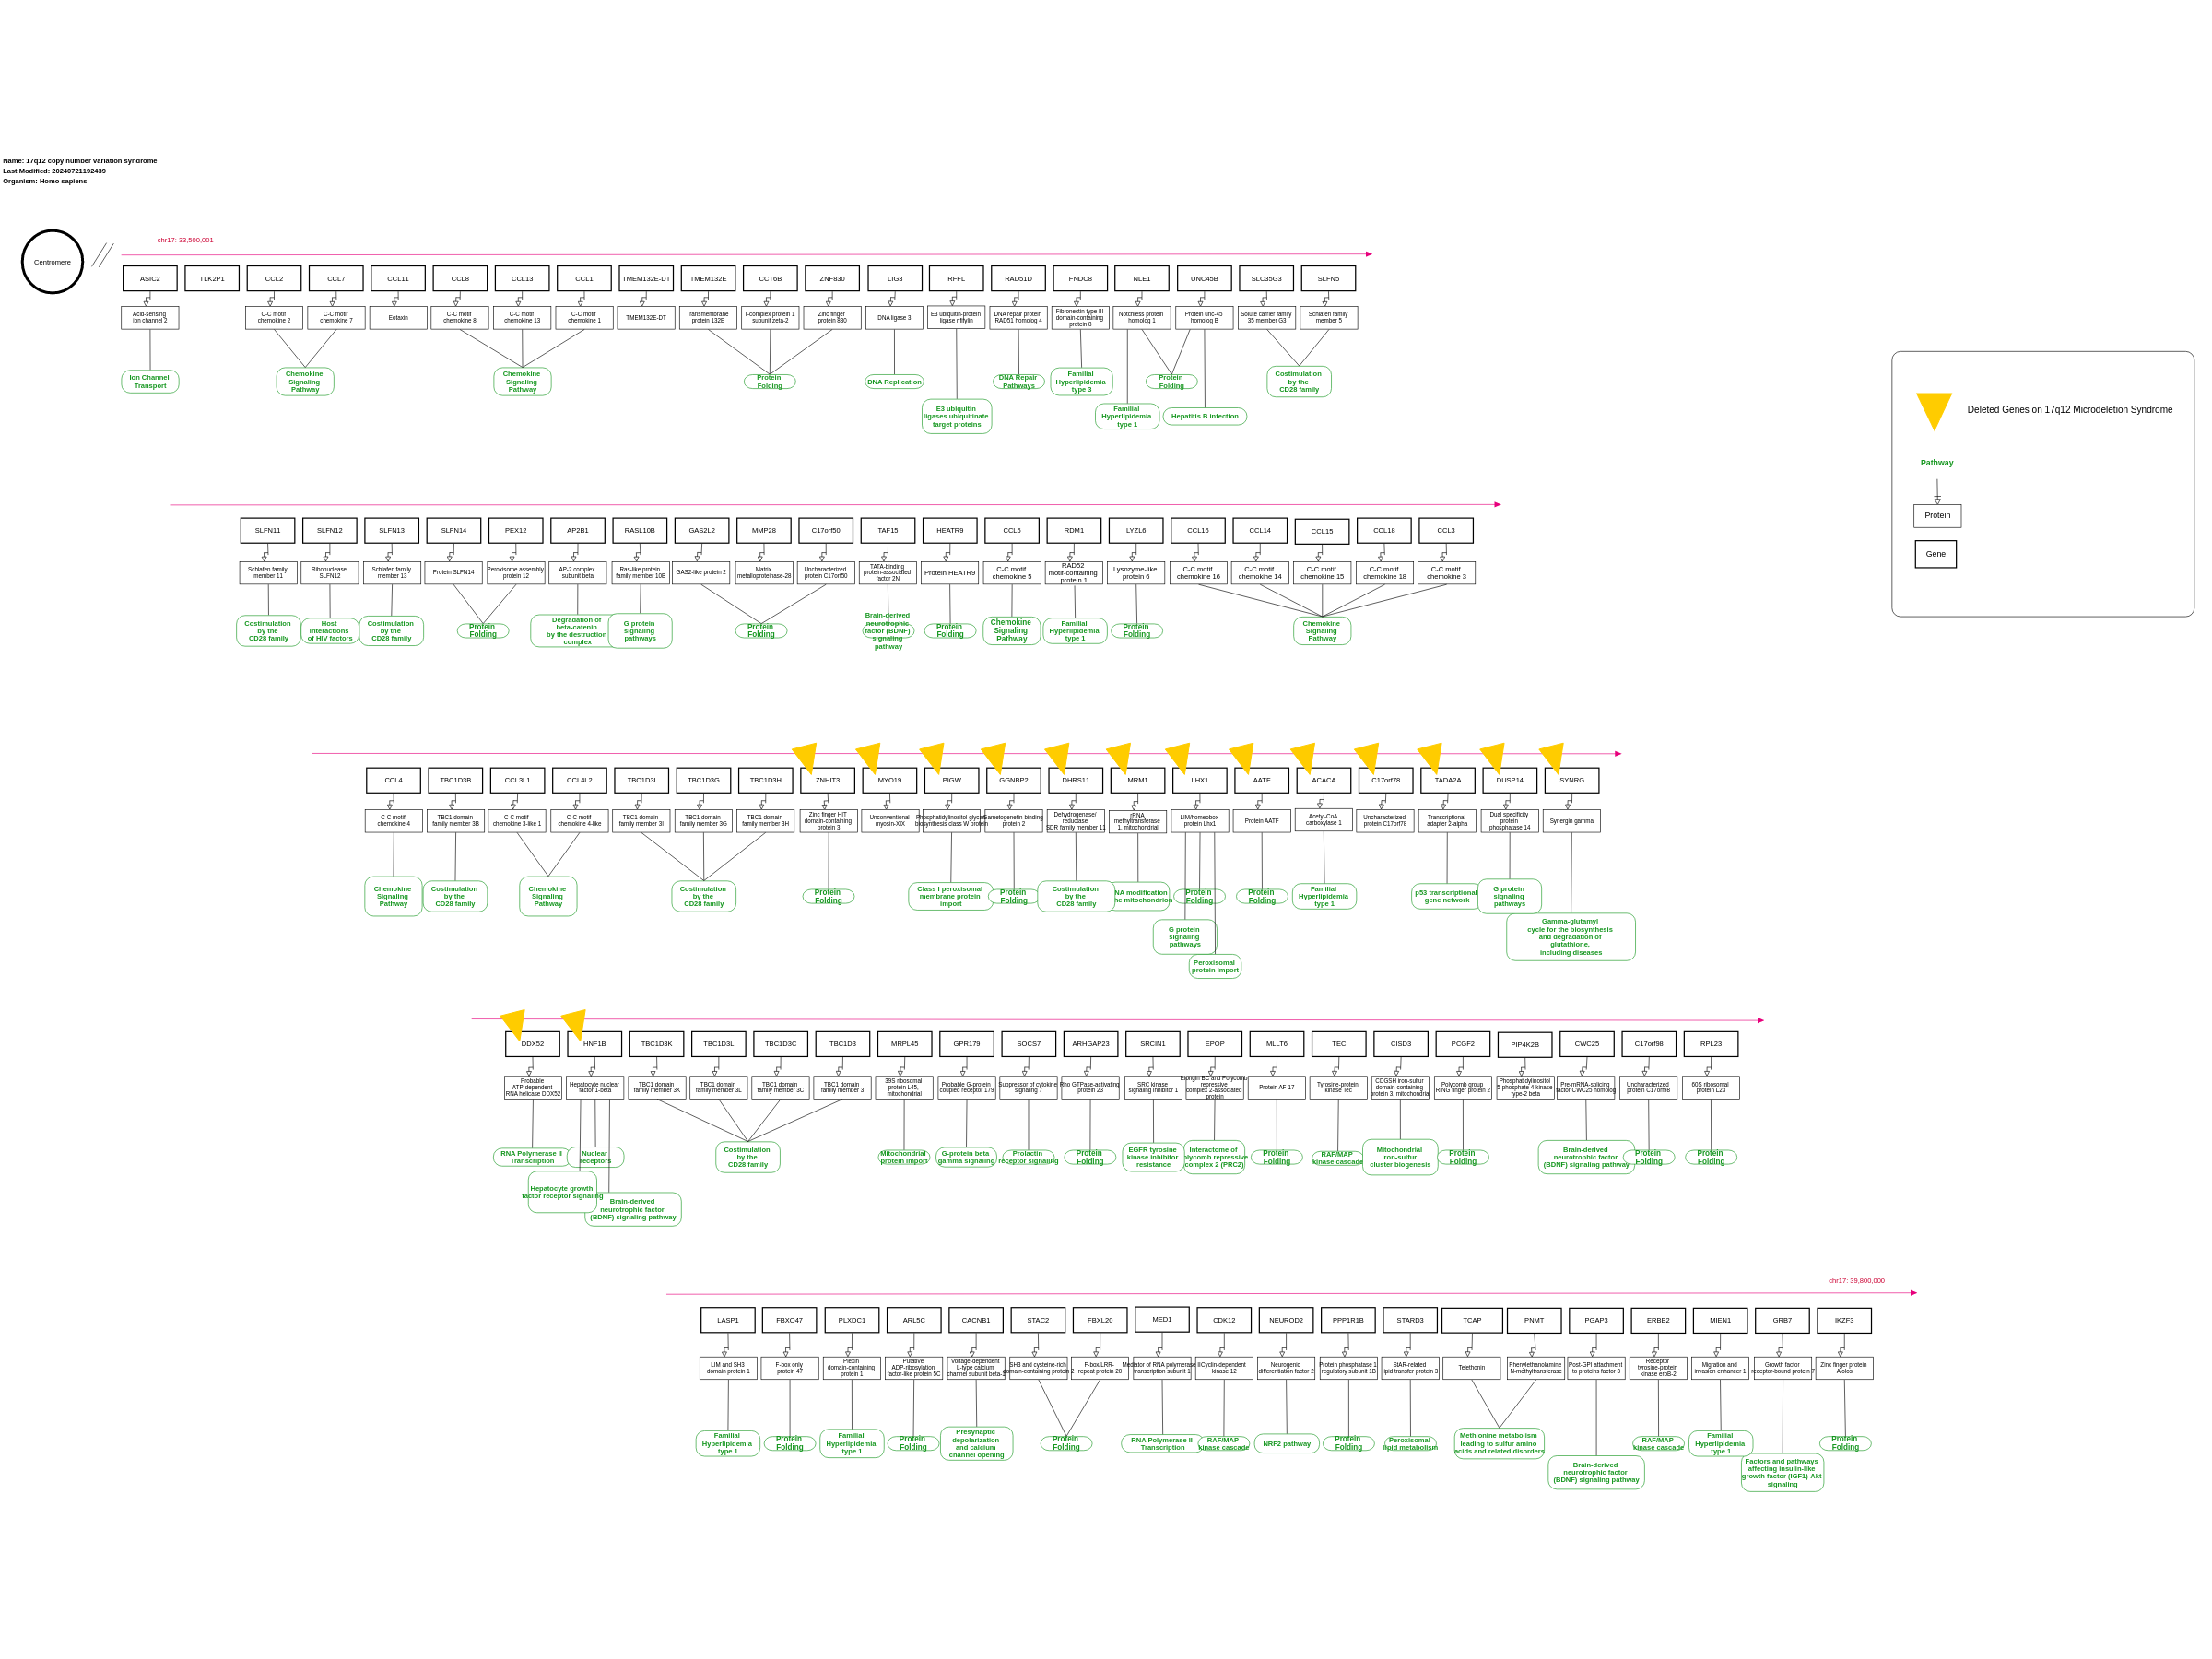 Name: 17q12 copy number variation syndrome
Last Modified: 20240721192439
Organism: Homo sapiens
Centromere
chr17: 33,500,001
ASIC2 TLK2P1 CCL2 CCL7 CCL11 CCL8 CCL13 CCL1 TMEM132E-DT TMEM132E CCT6B ZNF830 LIG3 RFFL RAD51D FNDC8 NLE1 UNC45B SLC35G3 SLFN5
Acid-sensing
ion channel 2
C-C motif
chemokine 2
C-C motif
chemokine 7
Eotaxin
C-C motif
chemokine 8
C-C motif
chemokine 13
C-C motif
chemokine 1
TMEM132E-DT
Transmembrane
protein 132E
T-complex protein 1
subunit zeta-2
Zinc finger
protein 830
DNA ligase 3
E3 ubiquitin-protein
ligase rififylin
DNA repair protein
RAD51 homolog 4
Fibronectin type III
domain-containing
protein 8
Notchless protein
homolog 1
Protein unc-45
homolog B
Solute carrier family
35 member G3
Schlafen family
member 5
Ion Channel
Transport
Chemokine
Signaling
Pathway
Chemokine
Signaling
Pathway
Protein
Folding
DNA Replication
E3 ubiquitin
ligases ubiquitinate
target proteins
DNA Repair
Pathways
Familial
Hyperlipidemia
type 3
Familial
Hyperlipidemia
type 1
Protein
Folding
Hepatitis B infection
Costimulation
by the
CD28 family
Deleted Genes on 17q12 Microdeletion Syndrome
Pathway
Protein
Gene
SLFN11 SLFN12 SLFN13 SLFN14 PEX12 AP2B1 RASL10B GAS2L2 MMP28 C17orf50 TAF15 HEATR9 CCL5 RDM1 LYZL6 CCL16 CCL14 CCL15 CCL18 CCL3
Schlafen family
member 11
Ribonuclease
SLFN12
Schlafen family
member 13
Protein SLFN14
Peroxisome assembly
protein 12
AP-2 complex
subunit beta
Ras-like protein
family member 10B
GAS2-like protein 2
Matrix
metalloproteinase-28
Uncharacterized
protein C17orf50
TATA-binding
protein-associated
factor 2N
Protein HEATR9
C-C motif
chemokine 5
RAD52
motif-containing
protein 1
Lysozyme-like
protein 6
C-C motif
chemokine 16
C-C motif
chemokine 14
C-C motif
chemokine 15
C-C motif
chemokine 18
C-C motif
chemokine 3
Costimulation
by the
CD28 family
Host
Interactions
of HIV factors
Costimulation
by the
CD28 family
Protein
Folding
Degradation of
beta-catenin
by the destruction
complex
G protein
signaling
pathways
Protein
Folding
Brain-derived
neurotrophic
factor (BDNF)
signaling
pathway
Protein
Folding
Chemokine
Signaling
Pathway
Familial
Hyperlipidemia
type 1
Protein
Folding
Chemokine
Signaling
Pathway
CCL4 TBC1D3B CCL3L1 CCL4L2 TBC1D3I TBC1D3G TBC1D3H ZNHIT3 MYO19 PIGW GGNBP2 DHRS11 MRM1 LHX1 AATF ACACA C17orf78 TADA2A DUSP14 SYNRG
C-C motif
chemokine 4
TBC1 domain
family member 3B
C-C motif
chemokine 3-like 1
C-C motif
chemokine 4-like
TBC1 domain
family member 3I
TBC1 domain
family member 3G
TBC1 domain
family member 3H
Zinc finger HIT
domain-containing
protein 3
Unconventional
myosin-XIX
Phosphatidylinositol-glycan
biosynthesis class W protein
Gametogenetin-binding
protein 2
Dehydrogenase/
reductase
SDR family member 11
rRNA
methyltransferase
1, mitochondrial
LIM/homeobox
protein Lhx1
Protein AATF
Acetyl-CoA
carboxylase 1
Uncharacterized
protein C17orf78
Transcriptional
adapter 2-alpha
Dual specificity
protein
phosphatase 14
Synergin gamma
Chemokine
Signaling
Pathway
Costimulation
by the
CD28 family
Chemokine
Signaling
Pathway
Costimulation
by the
CD28 family
Protein
Folding
Class I peroxisomal
membrane protein
import
Protein
Folding
Costimulation
by the
CD28 family
NA modification
he mitochondrion
Protein
Folding
G protein
signaling
pathways
Peroxisomal
protein import
Protein
Folding
Familial
Hyperlipidemia
type 1
p53 transcriptional
gene network
G protein
signaling
pathways
Gamma-glutamyl
cycle for the biosynthesis
and degradation of
glutathione,
including diseases
DDX52 HNF1B TBC1D3K TBC1D3L TBC1D3C TBC1D3 MRPL45 GPR179 SOCS7 ARHGAP23 SRCIN1 EPOP MLLT6 TEC CISD3 PCGF2 PIP4K2B CWC25 C17orf98 RPL23
Probable
ATP-dependent
RNA helicase DDX52
Hepatocyte nuclear
factor 1-beta
TBC1 domain
family member 3K
TBC1 domain
family member 3L
TBC1 domain
family member 3C
TBC1 domain
family member 3
39S ribosomal
protein L45,
mitochondrial
Probable G-protein
coupled receptor 179
Suppressor of cytokine
signaling 7
Rho GTPase-activating
protein 23
SRC kinase
signaling inhibitor 1
Elongin BC and Polycomb
repressive
complex 2-associated
protein
Protein AF-17
Tyrosine-protein
kinase Tec
CDGSH iron-sulfur
domain-containing
protein 3, mitochondrial
Polycomb group
RING finger protein 2
Phosphatidylinositol
5-phosphate 4-kinase
type-2 beta
Pre-mRNA-splicing
factor CWC25 homolog
Uncharacterized
protein C17orf98
60S ribosomal
protein L23
RNA Polymerase II
Transcription
Nuclear
receptors
Hepatocyte growth
factor receptor signaling
Brain-derived
neurotrophic factor
(BDNF) signaling pathway
Costimulation
by the
CD28 family
Mitochondrial
protein import
G-protein beta
gamma signaling
Prolactin
receptor signaling
Protein
Folding
EGFR tyrosine
kinase inhibitor
resistance
Interactome of
polycomb repressive
complex 2 (PRC2)
Protein
Folding
RAF/MAP
kinase cascade
Mitochondrial
iron-sulfur
cluster biogenesis
Protein
Folding
Brain-derived
neurotrophic factor
(BDNF) signaling pathway
Protein
Folding
Protein
Folding
chr17: 39,800,000
LASP1 FBXO47 PLXDC1 ARL5C CACNB1 STAC2 FBXL20 MED1 CDK12 NEUROD2 PPP1R1B STARD3 TCAP PNMT PGAP3 ERBB2 MIEN1 GRB7 IKZF3
LIM and SH3
domain protein 1
F-box only
protein 47
Plexin
domain-containing
protein 1
Putative
ADP-ribosylation
factor-like protein 5C
Voltage-dependent
L-type calcium
channel subunit beta-1
SH3 and cysteine-rich
domain-containing protein 2
F-box/LRR-
repeat protein 20
Mediator of RNA polymerase II
transcription subunit 1
Cyclin-dependent
kinase 12
Neurogenic
differentiation factor 2
Protein phosphatase 1
regulatory subunit 1B
StAR-related
lipid transfer protein 3
Telethonin
Phenylethanolamine
N-methyltransferase
Post-GPI attachment
to proteins factor 3
Receptor
tyrosine-protein
kinase erbB-2
Migration and
invasion enhancer 1
Growth factor
receptor-bound protein 7
Zinc finger protein
Aiolos
Familial
Hyperlipidemia
type 1
Protein
Folding
Familial
Hyperlipidemia
type 1
Protein
Folding
Presynaptic
depolarization
and calcium
channel opening
Protein
Folding
RNA Polymerase II
Transcription
RAF/MAP
kinase cascade
NRF2 pathway
Protein
Folding
Peroxisomal
lipid metabolism
Methionine metabolism
leading to sulfur amino
acids and related disorders
Brain-derived
neurotrophic factor
(BDNF) signaling pathway
RAF/MAP
kinase cascade
Familial
Hyperlipidemia
type 1
Factors and pathways
affecting insulin-like
growth factor (IGF1)-Akt
signaling
Protein
Folding